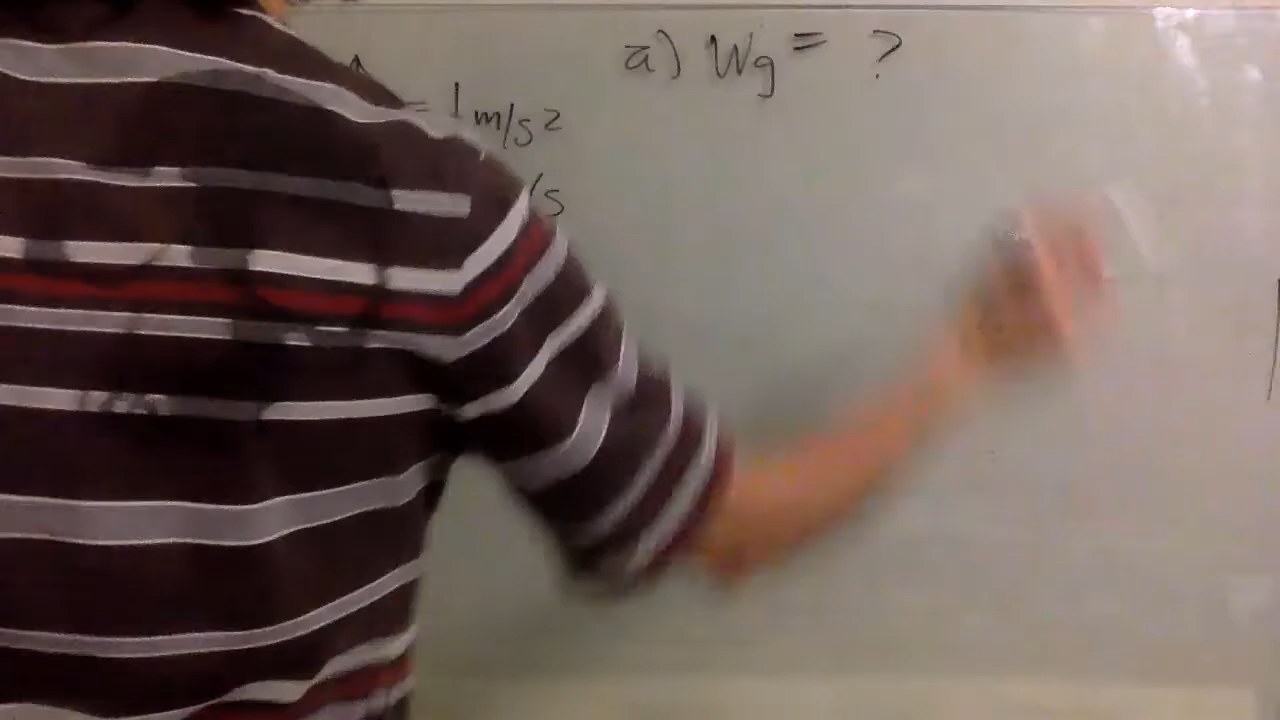 a) Wg = ?
= 1 m/s2
/s